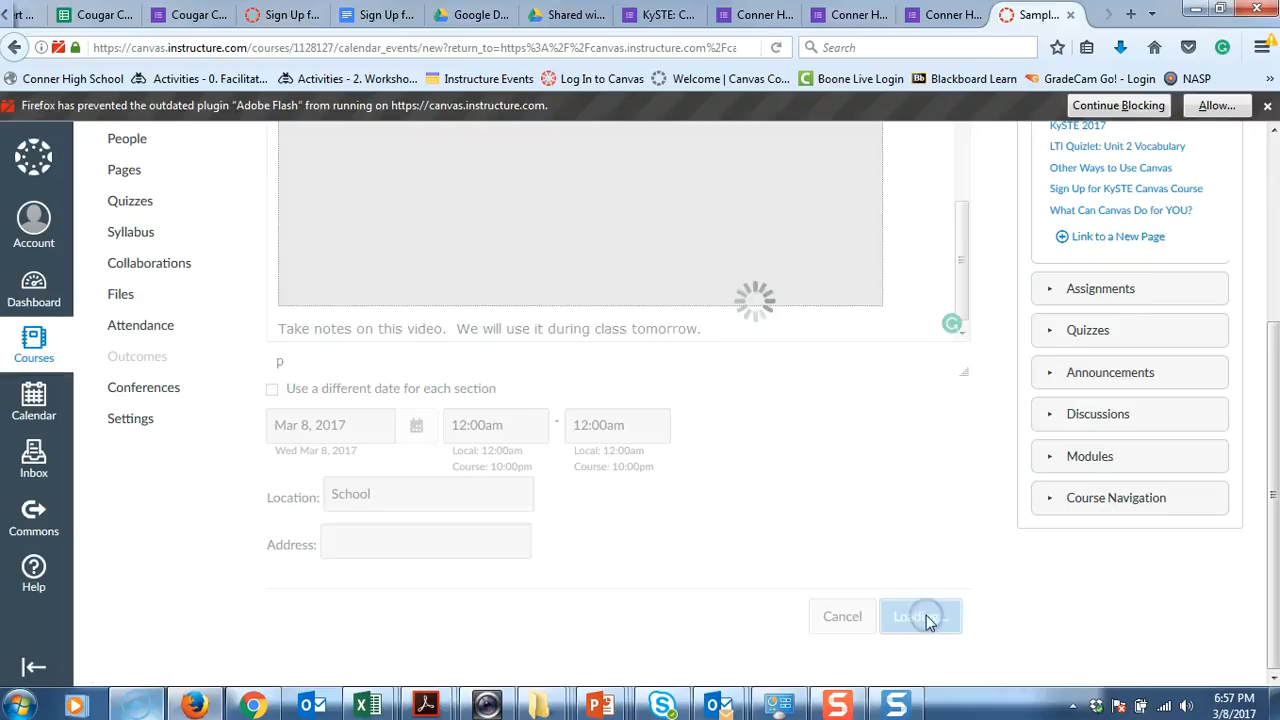 rt...
Cougar C...
Cougar C...
Sign Up f...
Sign Up f...
Google D...
Shared wi...
KySTE: C...
Conner H...
Conner H...
Conner H...
Sampl...
https://canvas.instructure.com/courses/1128127/calendar_events/new?return_to=https%3A%2F%2Fcanvas.instructure.com%2Fca
Search
Conner High School
Activities - 0. Facilitat...
Activities - 2. Worksho...
Instructure Events
Log In to Canvas
Welcome | Canvas Co...
Boone Live Login
Bb
Blackboard Learn
GradeCam Go! - Login
NASP
Firefox has prevented the outdated plugin "Adobe Flash" from running on https://canvas.instructure.com.
Continue Blocking
Allow...
Account
Dashboard
Courses
Calendar
Inbox
Commons
Help
People
Pages
Quizzes
Syllabus
Collaborations
Files
Attendance
Outcomes
Conferences
Settings
Take notes on this video. We will use it during class tomorrow.
p
Use a different date for each section
Mar 8, 2017
12:00am
-
12:00am
Wed Mar 8, 2017
Local: 12:00am
Local: 12:00am
Course: 10:00pm
Course: 10:00pm
Location:
School
Address:
Cancel
Loading...
KySTE 2017
LTI Quizlet: Unit 2 Vocabulary
Other Ways to Use Canvas
Sign Up for KySTE Canvas Course
What Can Canvas Do for YOU?
Link to a New Page
Assignments
Quizzes
Announcements
Discussions
Modules
Course Navigation
6:57 PM
3/8/2017